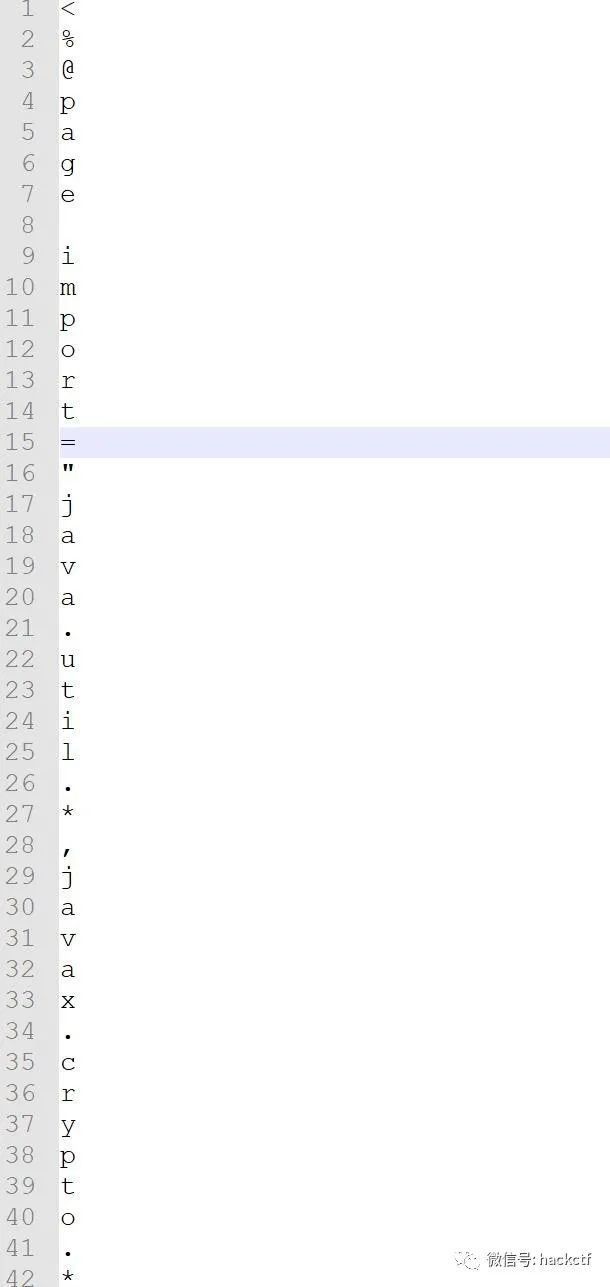 1 <
2 %
3 @
4 p
5 a
6 g
7 e
8
9 i
10 m
11 p
12 o
13 r
14 t
15 =
16 "
17 j
18 a
19 v
20 a
21 .
22 u
23 t
24 i
25 l
26 .
27 *
28 ,
29 j
30 a
31 v
32 a
33 x
34 .
35 c
36 r
37 y
38 p
39 t
40 o
41 .
42 *
微信号: hackctf